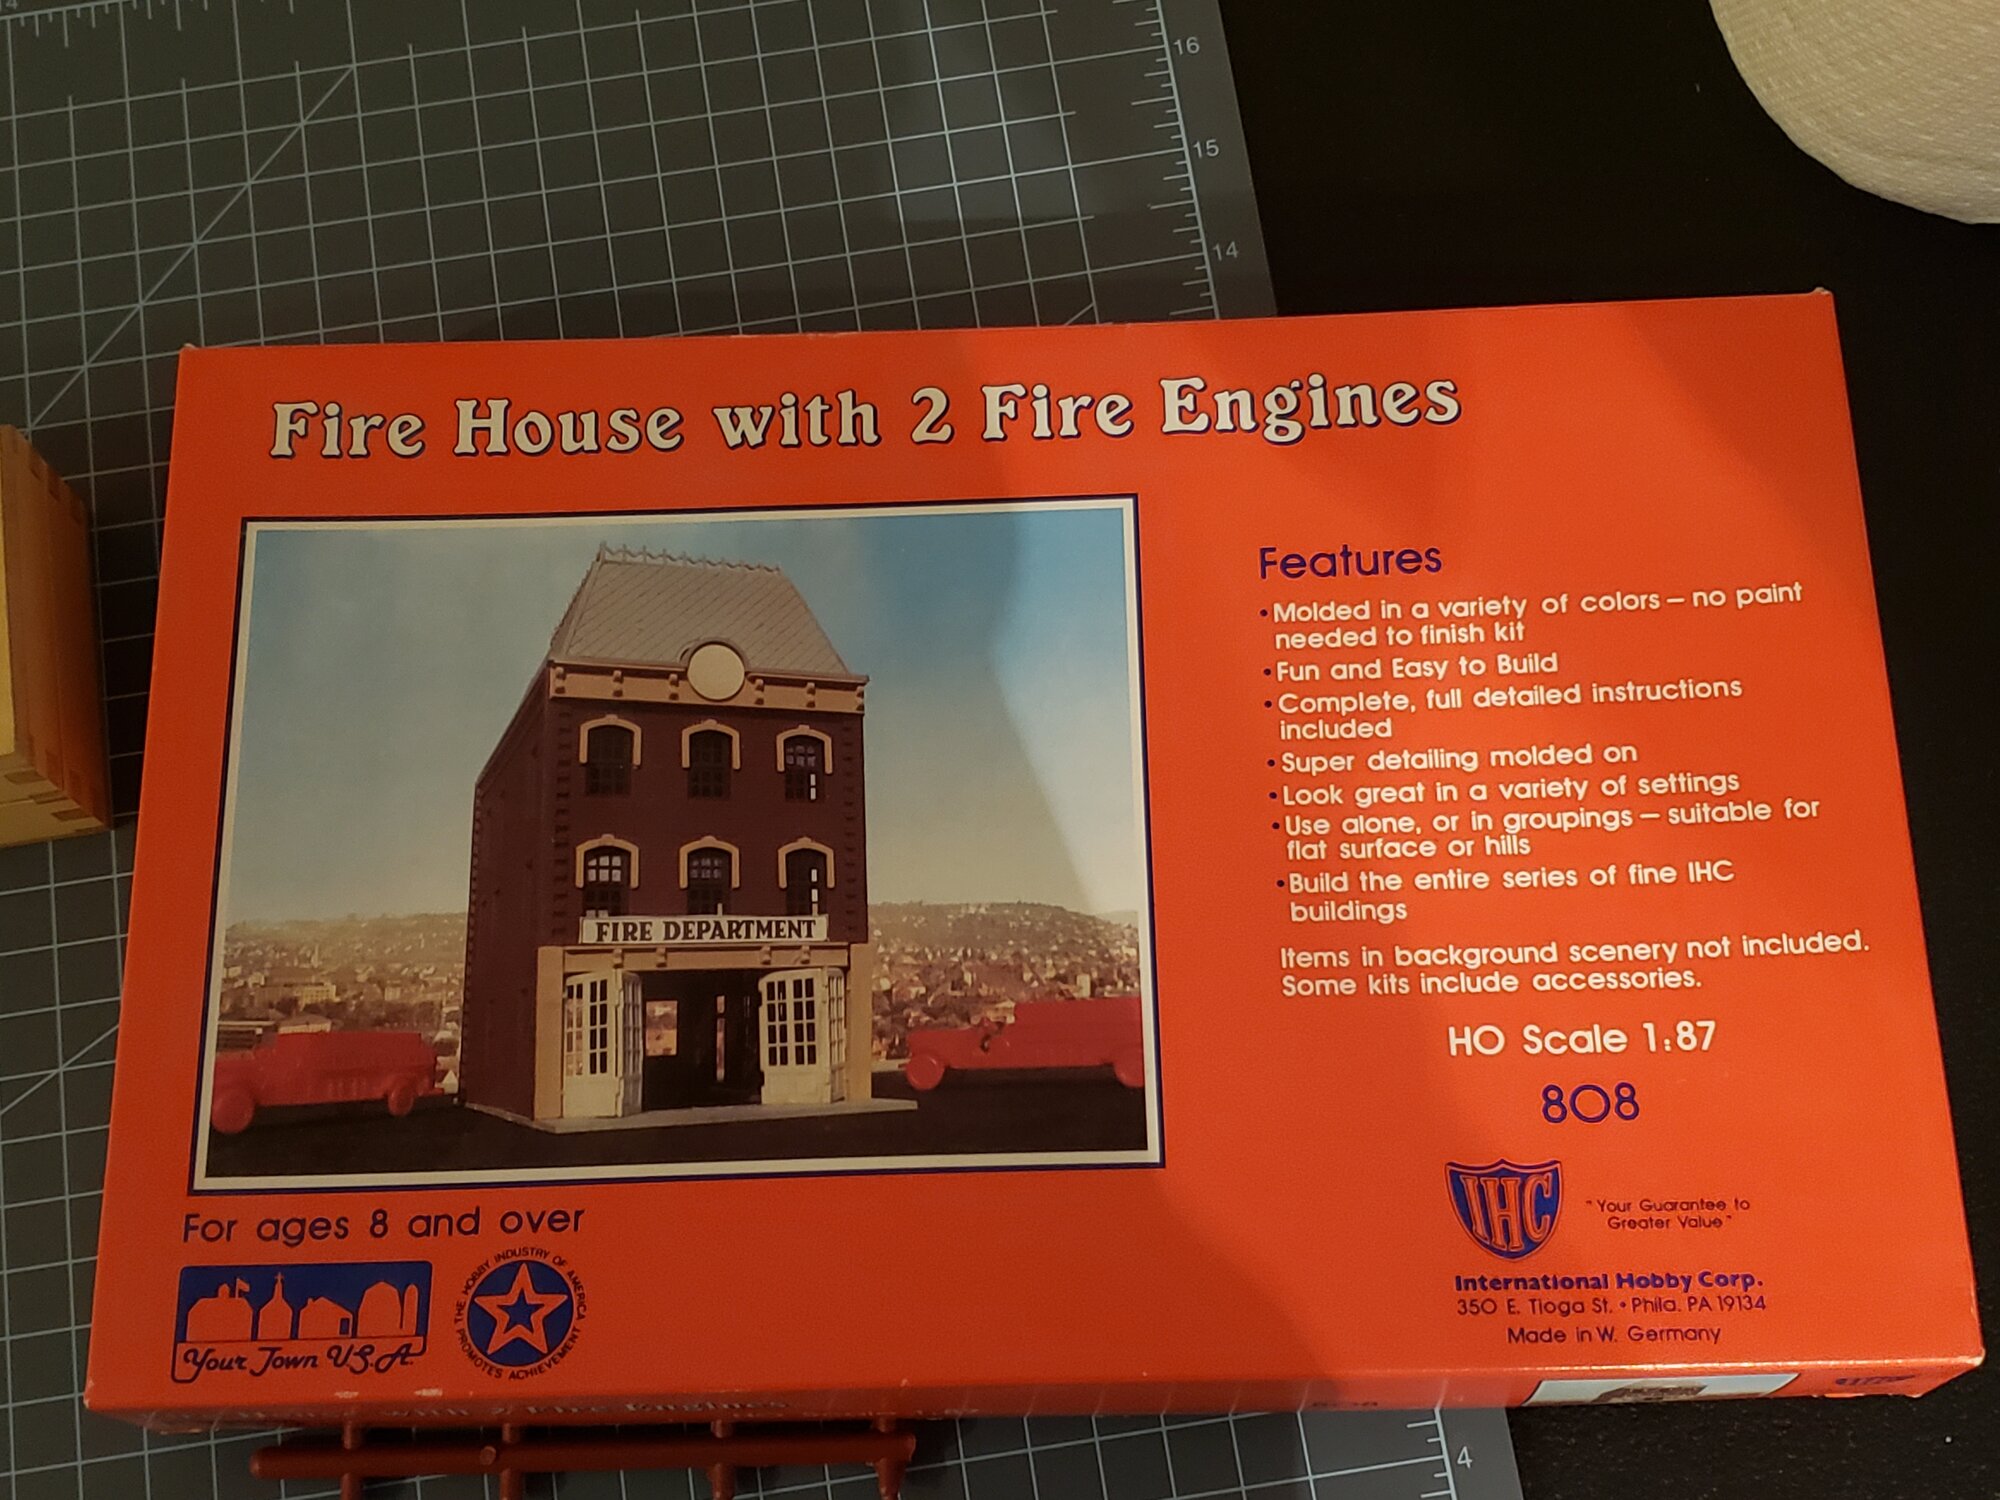 16
15
14
Fire House with 2 Fire Engines
FIRE DEPARTMENT
Features
•Molded in a variety of colors – no paint
needed to finish kit
•Fun and Easy to Build
•Complete, full detailed instructions
included
•Super detailing molded on
•Look great in a variety of settings
•Use alone, or in groupings – suitable for
flat surface or hills
•Build the entire series of fine IHC
buildings
Items in background scenery not included.
Some kits include accessories.
HO Scale 1:87
808
IHC
"Your Guarantee to
Greater Value"
International Hobby Corp.
350 E. Tioga St. • Phila. PA 19134
Made in W. Germany
For ages 8 and over
Your Town U.S.A.
THE HOBBY INDUSTRY OF AMERICA
PROMOTES ACHIEVEMENT
with 2 Fire Engines
4